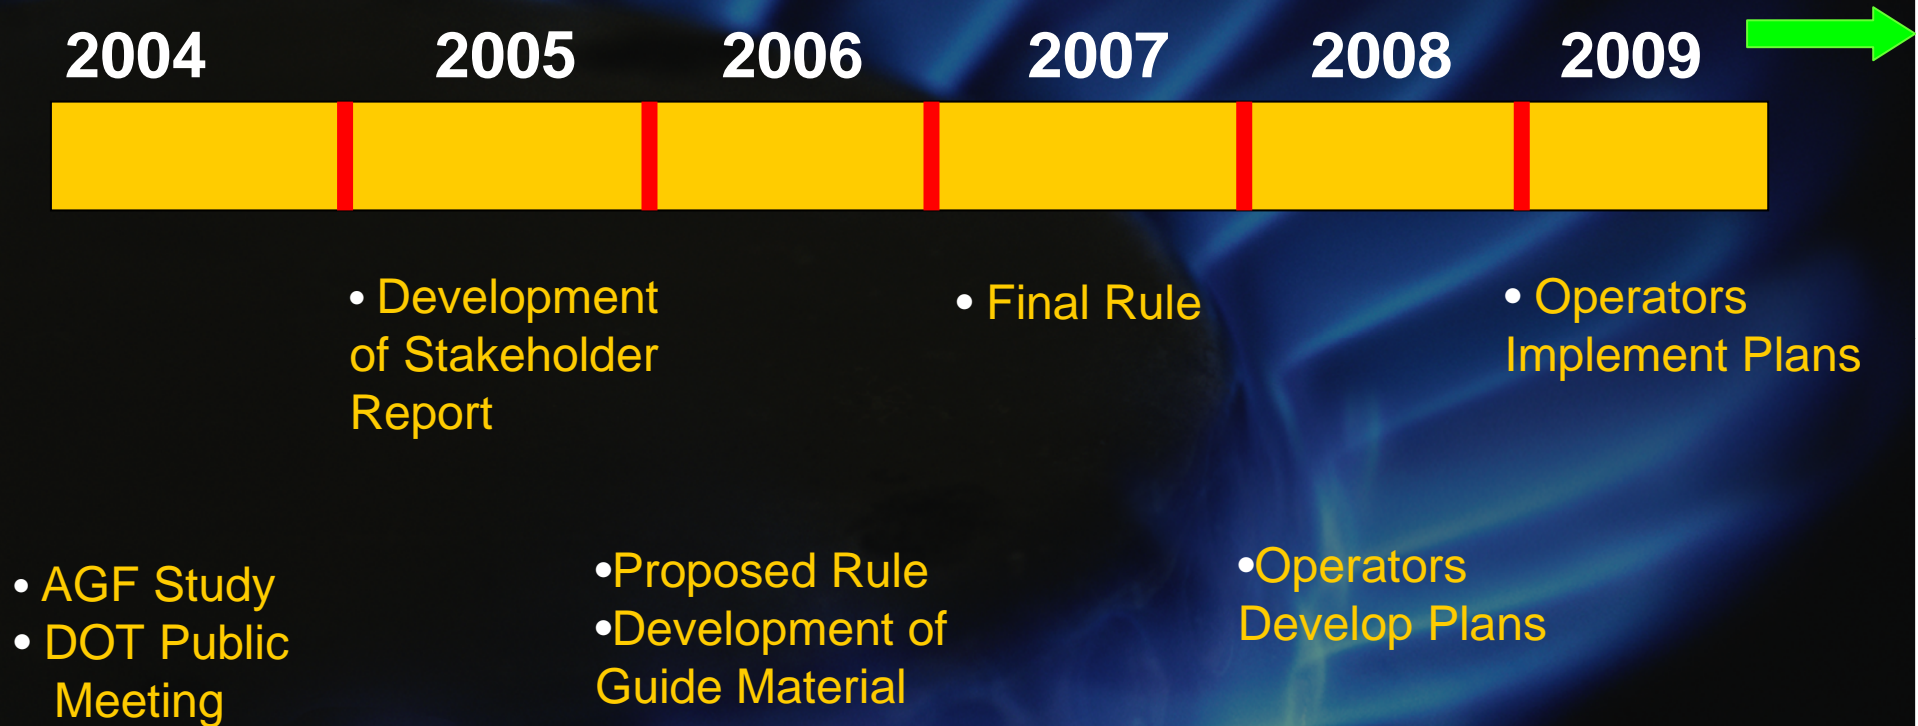 2004 2005 2006 2007 2008 2009
• Development
of Stakeholder
Report
• Final Rule
• Operators
Implement Plans
• AGF Study
• DOT Public
Meeting
•Proposed Rule
•Development of
Guide Material
•Operators
Develop Plans